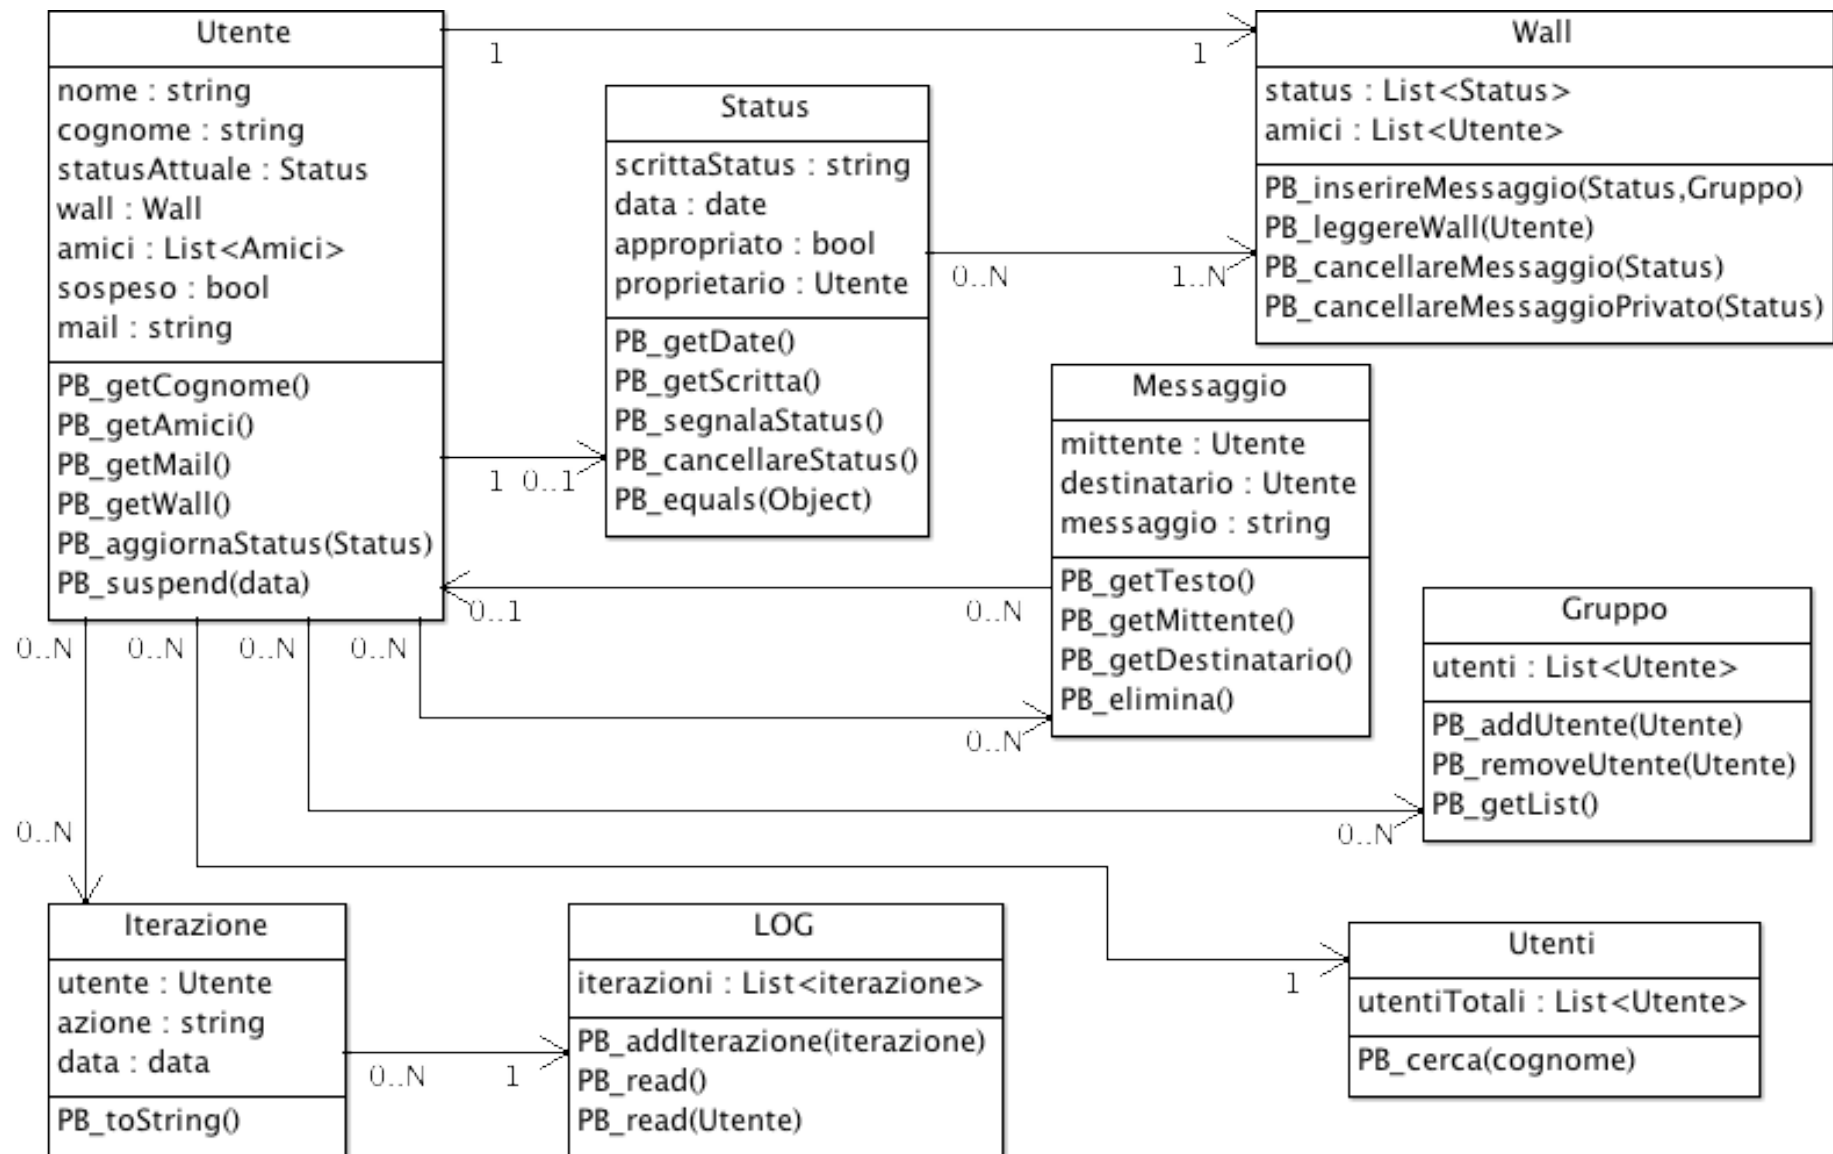 Utente
nome : string
cognome : string
statusAttuale : Status
wall : Wall
amici : List<Amici>
sospeso : bool
mail : string
PB_getCognome()
PB_getAmici()
PB_getMail()
PB_getWall()
PB_aggiornaStatus(Status)
PB_suspend(data)
1
1
Wall
status : List<Status>
amici : List<Utente>
PB_inserireMessaggio(Status,Gruppo)
PB_leggereWall(Utente)
PB_cancellareMessaggio(Status)
PB_cancellareMessaggioPrivato(Status)
Status
scrittaStatus : string
data : date
appropriato : bool
proprietario : Utente
PB_getDate()
PB_getScritta()
PB_segnalaStatus()
PB_cancellareStatus()
PB_equals(Object)
0..N
1..N
1
0..1
Messaggio
mittente : Utente
destinatario : Utente
messaggio : string
PB_getTesto()
PB_getMittente()
PB_getDestinatario()
PB_elimina()
0..1
0..N
0..N
0..N
0..N
0..N
0..N
Gruppo
utenti : List<Utente>
PB_addUtente(Utente)
PB_removeUtente(Utente)
PB_getList()
0..N
0..N
Iterazione
utente : Utente
azione : string
data : data
PB_toString()
0..N
1
LOG
iterazioni : List<iterazione>
PB_addIterazione(iterazione)
PB_read()
PB_read(Utente)
1
Utenti
utentiTotali : List<Utente>
PB_cerca(cognome)